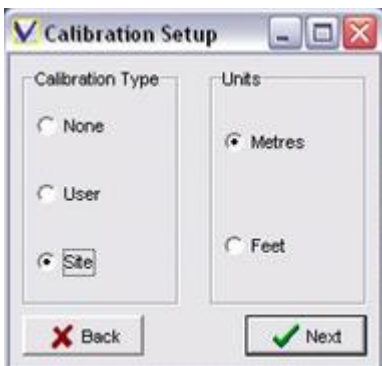 Calibration Setup
Calibration Type
None
User
Site
Units
Metres
Feet
Back
Next